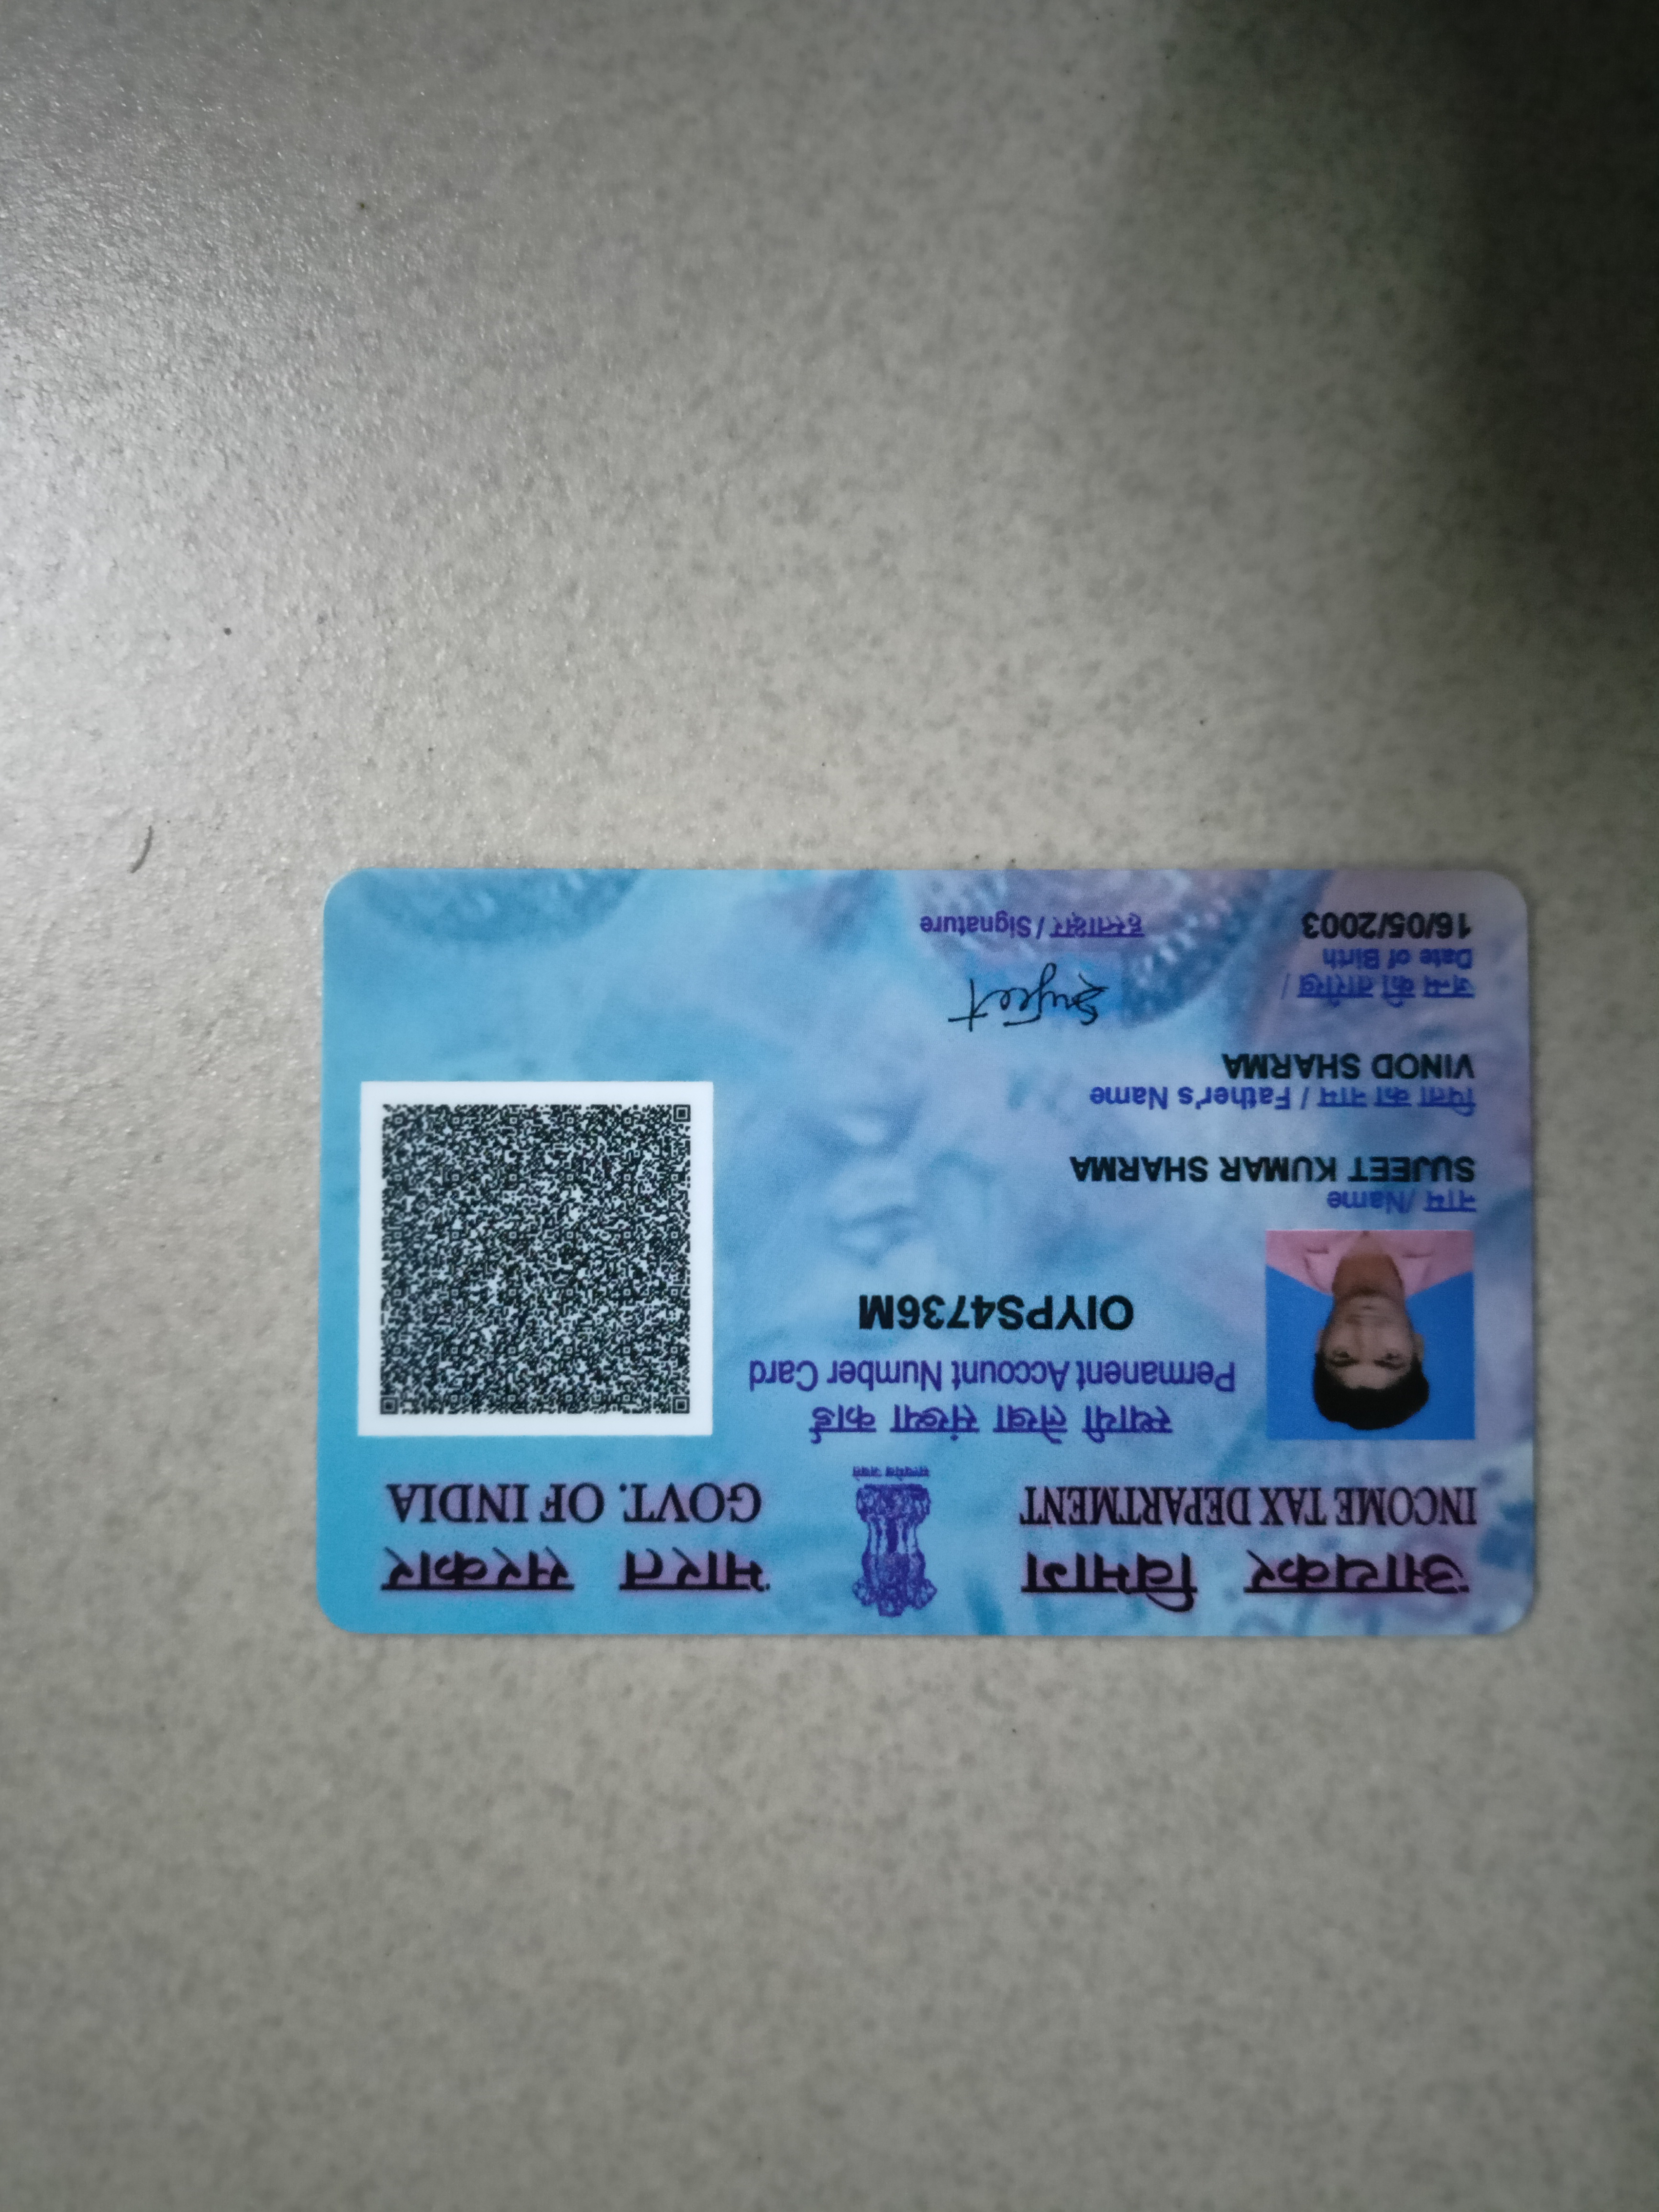 आयकर विभाग
INCOME TAX DEPARTMENT
सत्यमेव जयते
भारत सरकार
GOVT. OF INDIA
स्थायी लेखा संख्या कार्ड
Permanent Account Number Card
OIYPS4736M
नाम /Name
SUJEET KUMAR SHARMA
पिता का नाम / Father's Name
VINOD SHARMA
जन्म की तारीख /
Date of Birth
16/05/2003
Sujeet
हस्ताक्षर / Signature